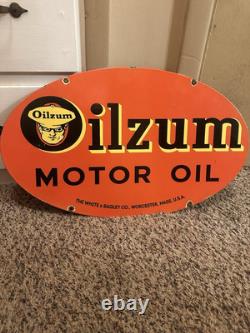 Oilzum
Oilzum
MOTOR OIL
THE WHITE & BAGLEY CO., WORCESTER, MASS. U.S.A.